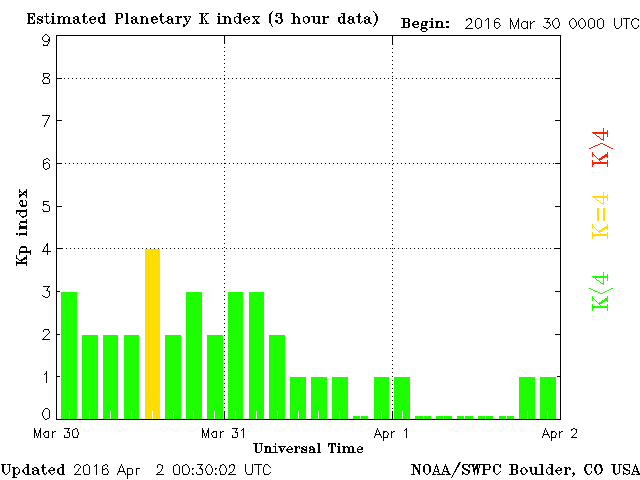 Estimated Planetary K index (3 hour data) Begin: 2016 Mar 30 0000 UTC
9
8
7
6
5
4
3
2
1
0
Kp index
K>4
K=4
K<4
Mar 30 Mar 31 Apr 1 Apr 2
Universal Time
Updated 2016 Apr 2 00:30:02 UTC NOAA/SWPC Boulder, CO USA